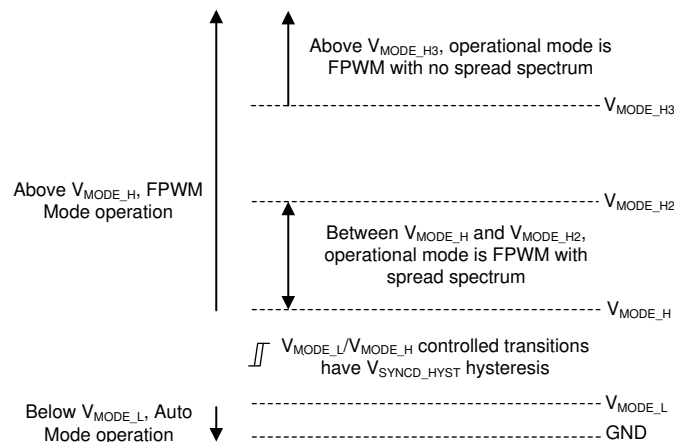 Above V_MODE_H3, operational mode is
FPWM with no spread spectrum
V_MODE_H3
Above V_MODE_H, FPWM
Mode operation
V_MODE_H2
Between V_MODE_H and V_MODE_H2,
operational mode is FPWM with
spread spectrum
V_MODE_H
V_MODE_L/V_MODE_H controlled transitions
have V_SYNCD_HYST hysteresis
V_MODE_L
Below V_MODE_L, Auto
Mode operation
GND